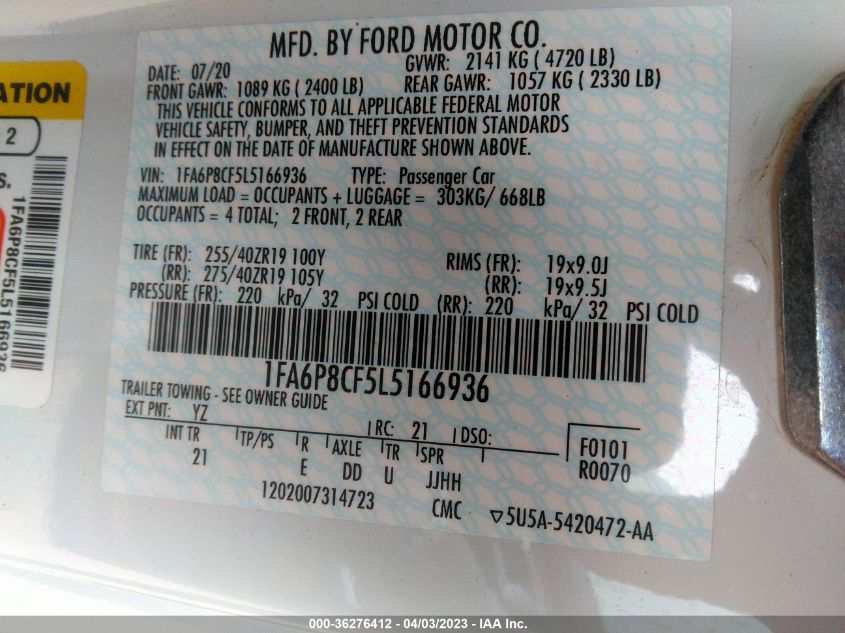 MFD. BY FORD MOTOR CO.
DATE: 07/20
GVWR: 2141 KG ( 4720 LB)
FRONT GAWR: 1089 KG ( 2400 LB)
REAR GAWR: 1057 KG ( 2330 LB)
THIS VEHICLE CONFORMS TO ALL APPLICABLE FEDERAL MOTOR
VEHICLE SAFETY, BUMPER, AND THEFT PREVENTION STANDARDS
IN EFFECT ON THE DATE OF MANUFACTURE SHOWN ABOVE.
VIN: 1FA6P8CF5L5166936 TYPE: Passenger Car
MAXIMUM LOAD = OCCUPANTS + LUGGAGE = 303KG/ 668LB
OCCUPANTS = 4 TOTAL; 2 FRONT, 2 REAR
TIRE (FR): 255/40ZR19 100Y RIMS (FR): 19x9.0J
(RR): 275/40ZR19 105Y (RR): 19x9.5J
PRESSURE (FR): 220 kPa/ 32 PSI COLD (RR): 220 kPa/ 32 PSI COLD
1FA6P8CF5L5166936
TRAILER TOWING - SEE OWNER GUIDE
EXT PNT: YZ RC: 21 DSO:
INT TR TP/PS R AXLE TR SPR F0101
21 E DD U JJHH R0070
1202007314723 CMC ▽5U5A-5420472-AA
ATION
2
S. 1FA6P8CF5L5166936
000-36276412 - 04/03/2023 - IAA Inc.